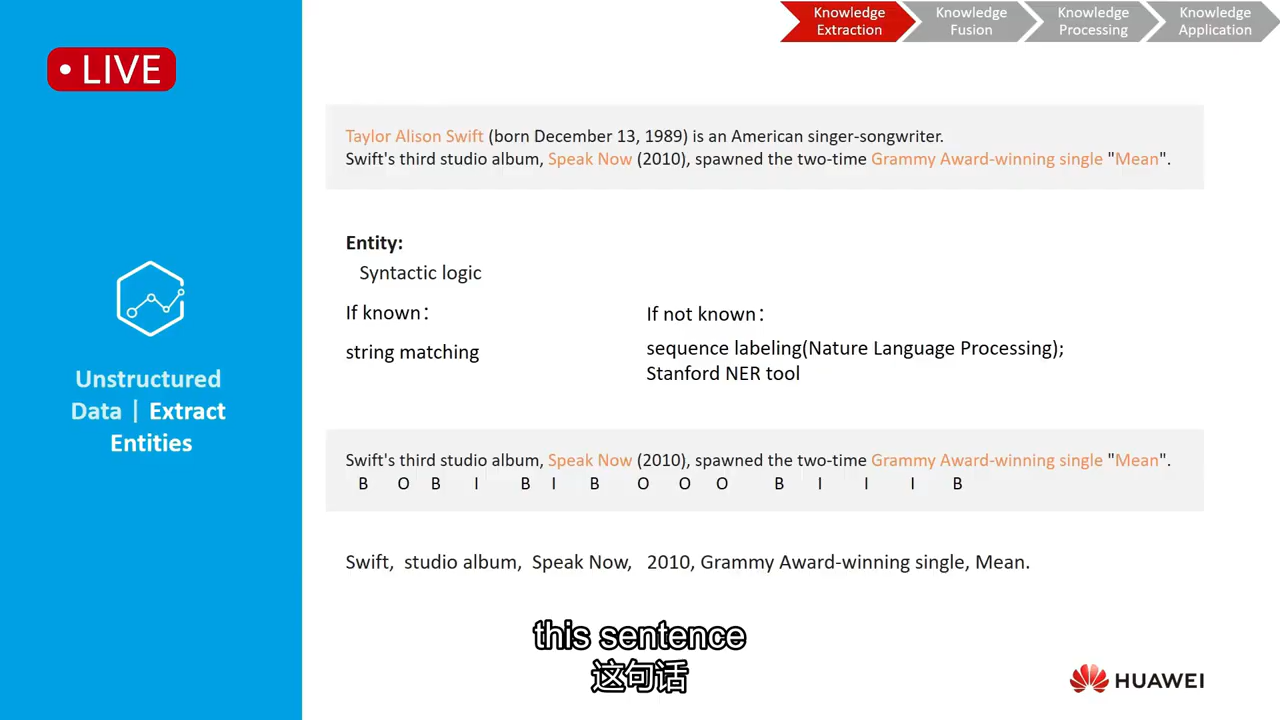 Knowledge Extraction
Knowledge Fusion
Knowledge Processing
Knowledge Application
• LIVE
Taylor Alison Swift (born December 13, 1989) is an American singer-songwriter.
Swift's third studio album, Speak Now (2010), spawned the two-time Grammy Award-winning single "Mean".
Entity:
Syntactic logic
If known：
string matching
If not known：
sequence labeling(Nature Language Processing);
Stanford NER tool
Unstructured
Data | Extract
Entities
Swift's third studio album, Speak Now (2010), spawned the two-time Grammy Award-winning single "Mean".
B O B I B I B O O O B I I I B
Swift, studio album, Speak Now, 2010, Grammy Award-winning single, Mean.
this sentence
这句话
HUAWEI